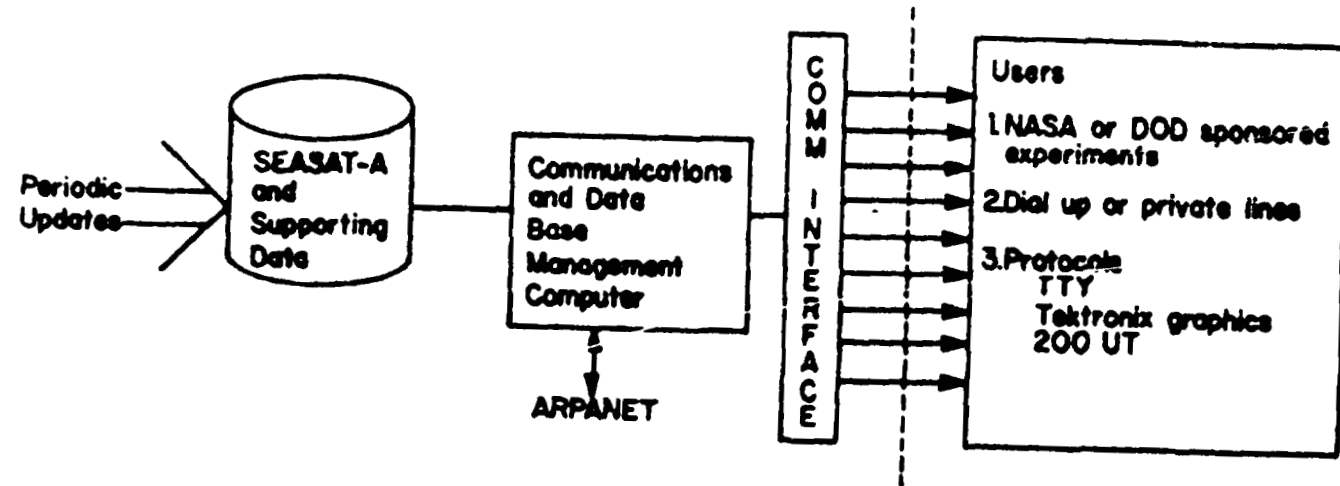 Periodic
Updates
SEASAT-A
and
Supporting
Data
Communications
and Data
Base
Management
Computer
ARPANET
COMM INTERFACE
Users
1. NASA or DOD sponsored
experiments
2. Dial up or private lines
3. Protocols
TTY
Tektronix graphics
200 UT